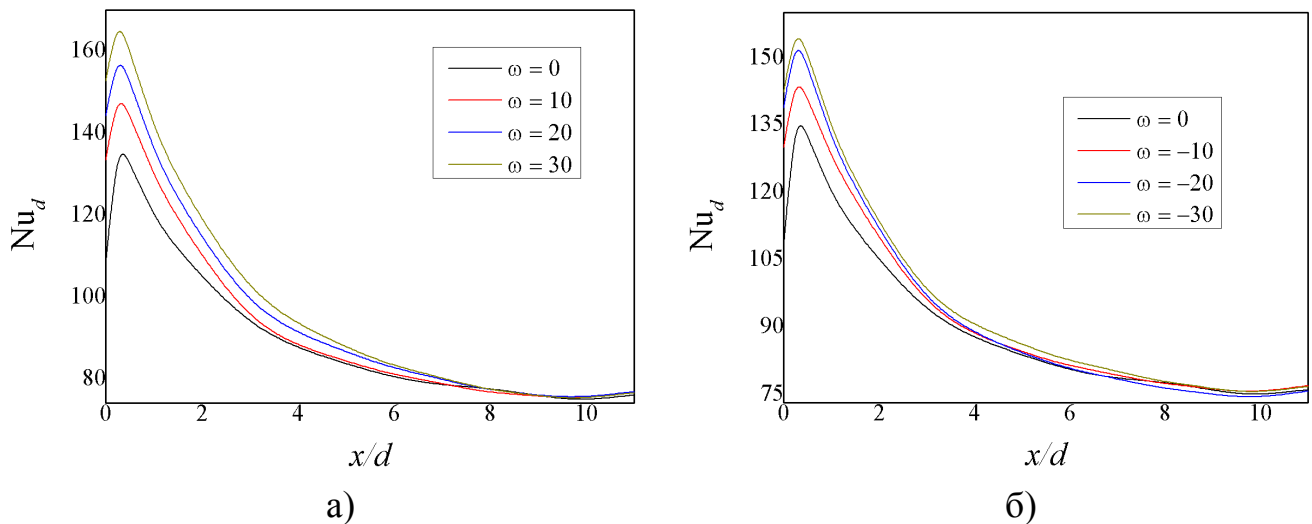 160
140
120
100
80
Nu_d
ω = 0
ω = 10
ω = 20
ω = 30
0 2 4 6 8 10
x/d
а)
150
135
120
105
90
75
Nu_d
ω = 0
ω = −10
ω = −20
ω = −30
0 2 4 6 8 10
x/d
б)